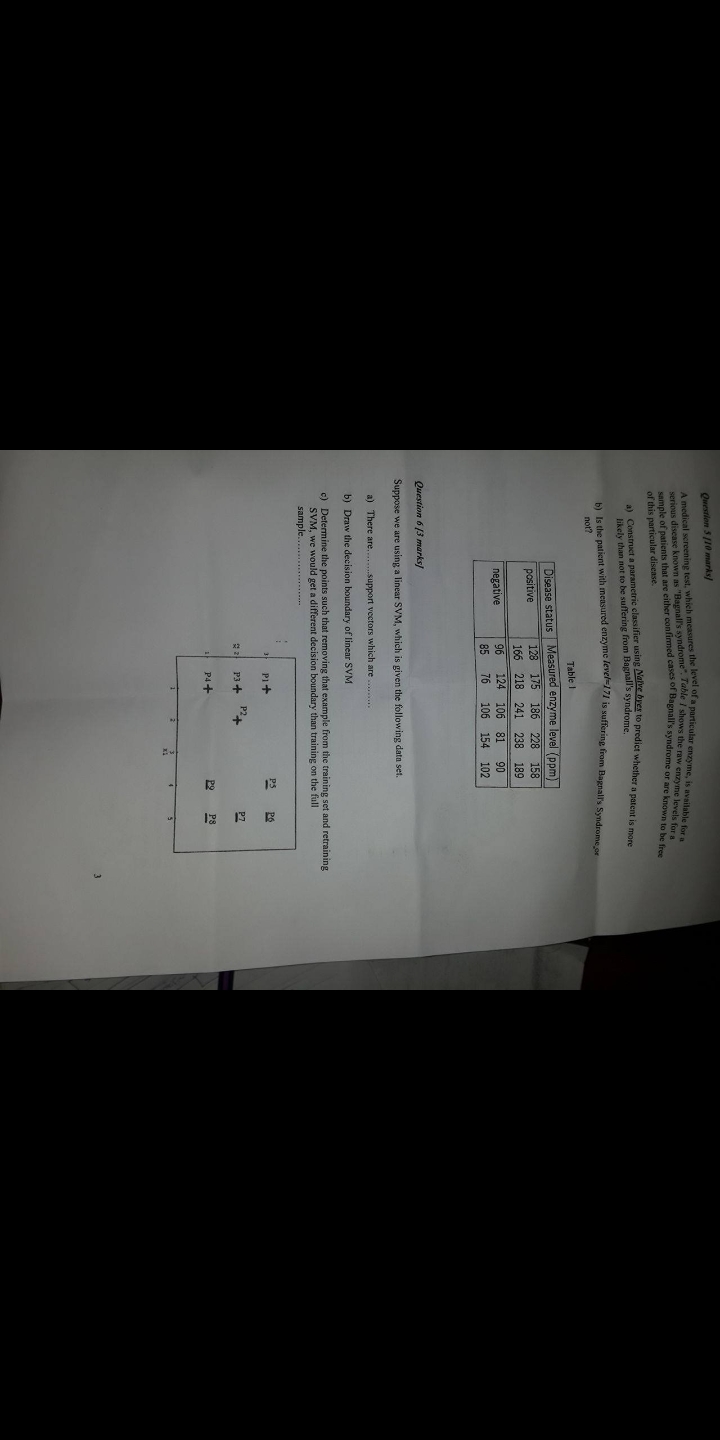 Question 5 [10 marks]
A medical screening test, which measures the level of a particular enzyme, is available for a
serious disease known as "Bagnall's syndrome". Table 1 shows the raw enzyme levels for a
sample of patients that are either confirmed cases of Bagnall's syndrome or are known to be free
of this particular disease.
a) Construct a parametric classifier using Naïve byes to predict whether a patent is more
likely than not to be suffering from Bagnall's syndrome.
b) Is the patient with measured enzyme level=171 is suffering from Bagnall's Syndrome,or
not?
Table 1
Disease status Measured enzyme level (ppm)
positive 128 175 186 228 158
166 218 241 238 189
negative 96 124 106 81 90
85 76 106 154 102
Question 6 [3 marks]
Suppose we are using a linear SVM, which is given the following data set.
a) There are........support vectors which are .........
b) Draw the decision boundary of linear SVM
c) Determine the points such that removing that example from the training set and retraining
SVM, we would get a different decision boundary than training on the full
sample.....................
3 P1+ P5 P6
X2 2 P3+ P2+ P7
1 P4+ P9 P8
1 2 3 4 5
X1
3